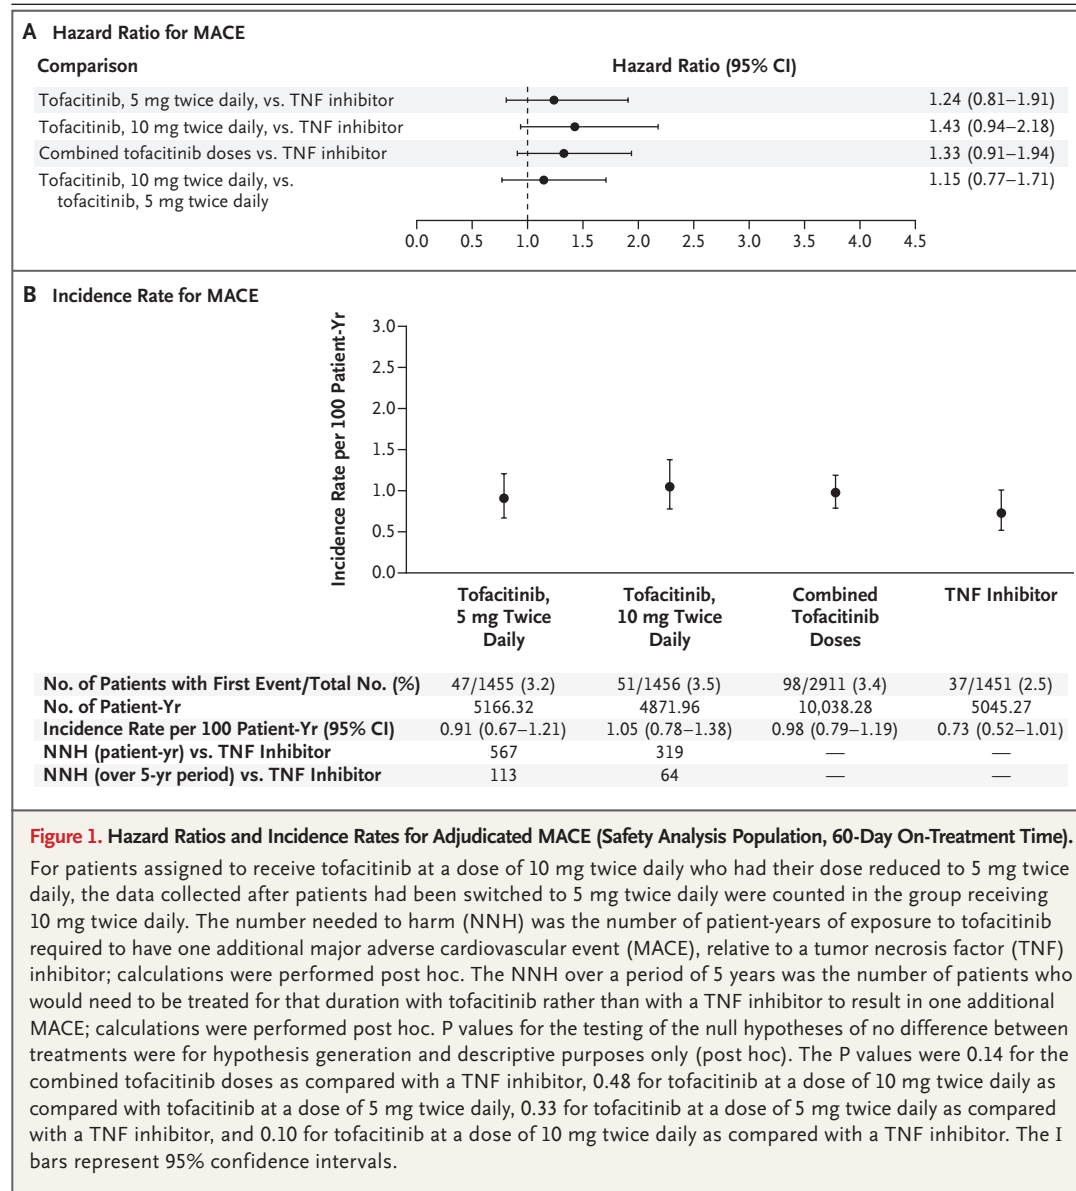 A Hazard Ratio for MACE
Comparison Hazard Ratio (95% CI)
Tofacitinib, 5 mg twice daily, vs. TNF inhibitor 1.24 (0.81–1.91)
Tofacitinib, 10 mg twice daily, vs. TNF inhibitor 1.43 (0.94–2.18)
Combined tofacitinib doses vs. TNF inhibitor 1.33 (0.91–1.94)
Tofacitinib, 10 mg twice daily, vs. 1.15 (0.77–1.71)
tofacitinib, 5 mg twice daily
0.0 0.5 1.0 1.5 2.0 2.5 3.0 3.5 4.0 4.5
B Incidence Rate for MACE
Incidence Rate per 100 Patient-Yr
3.0
2.5
2.0
1.5
1.0
0.5
0.0
Tofacitinib, Tofacitinib, Combined TNF Inhibitor
5 mg Twice 10 mg Twice Tofacitinib
Daily Daily Doses
No. of Patients with First Event/Total No. (%) 47/1455 (3.2) 51/1456 (3.5) 98/2911 (3.4) 37/1451 (2.5)
No. of Patient-Yr 5166.32 4871.96 10,038.28 5045.27
Incidence Rate per 100 Patient-Yr (95% CI) 0.91 (0.67–1.21) 1.05 (0.78–1.38) 0.98 (0.79–1.19) 0.73 (0.52–1.01)
NNH (patient-yr) vs. TNF Inhibitor 567 319 — —
NNH (over 5-yr period) vs. TNF Inhibitor 113 64 — —
Figure 1. Hazard Ratios and Incidence Rates for Adjudicated MACE (Safety Analysis Population, 60-Day On-Treatment Time).
For patients assigned to receive tofacitinib at a dose of 10 mg twice daily who had their dose reduced to 5 mg twice
daily, the data collected after patients had been switched to 5 mg twice daily were counted in the group receiving
10 mg twice daily. The number needed to harm (NNH) was the number of patient-years of exposure to tofacitinib
required to have one additional major adverse cardiovascular event (MACE), relative to a tumor necrosis factor (TNF)
inhibitor; calculations were performed post hoc. The NNH over a period of 5 years was the number of patients who
would need to be treated for that duration with tofacitinib rather than with a TNF inhibitor to result in one additional
MACE; calculations were performed post hoc. P values for the testing of the null hypotheses of no difference between
treatments were for hypothesis generation and descriptive purposes only (post hoc). The P values were 0.14 for the
combined tofacitinib doses as compared with a TNF inhibitor, 0.48 for tofacitinib at a dose of 10 mg twice daily as
compared with tofacitinib at a dose of 5 mg twice daily, 0.33 for tofacitinib at a dose of 5 mg twice daily as compared
with a TNF inhibitor, and 0.10 for tofacitinib at a dose of 10 mg twice daily as compared with a TNF inhibitor. The I
bars represent 95% confidence intervals.